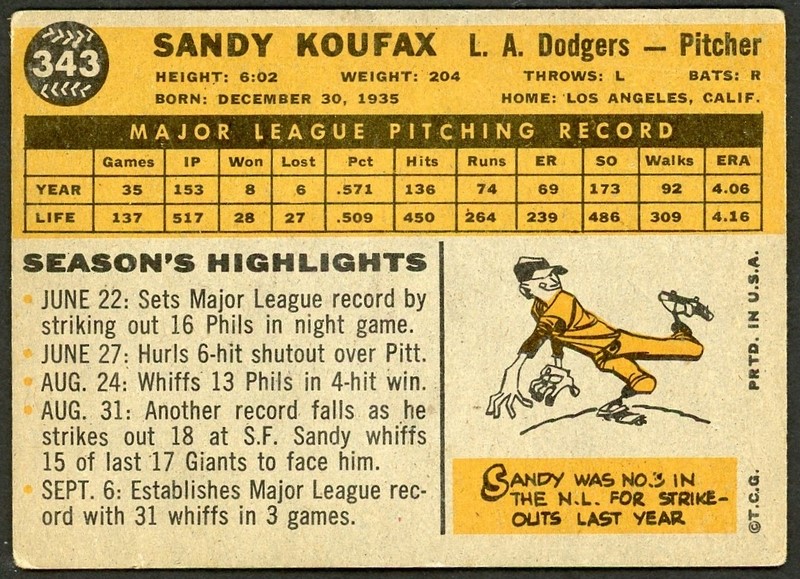 343
SANDY KOUFAX L. A. Dodgers — Pitcher
HEIGHT: 6:02 WEIGHT: 204 THROWS: L BATS: R
BORN: DECEMBER 30, 1935 HOME: LOS ANGELES, CALIF.
MAJOR LEAGUE PITCHING RECORD
Games IP Won Lost Pct Hits Runs ER SO Walks ERA
YEAR 35 153 8 6 .571 136 74 69 173 92 4.06
LIFE 137 517 28 27 .509 450 264 239 486 309 4.16
SEASON'S HIGHLIGHTS
• JUNE 22: Sets Major League record by
striking out 16 Phils in night game.
• JUNE 27: Hurls 6-hit shutout over Pitt.
• AUG. 24: Whiffs 13 Phils in 4-hit win.
• AUG. 31: Another record falls as he
strikes out 18 at S.F. Sandy whiffs
15 of last 17 Giants to face him.
• SEPT. 6: Establishes Major League rec-
ord with 31 whiffs in 3 games.
SANDY WAS NO.3 IN
THE N.L. FOR STRIKE-
OUTS LAST YEAR
©T.C.G. PRTD. IN U.S.A.